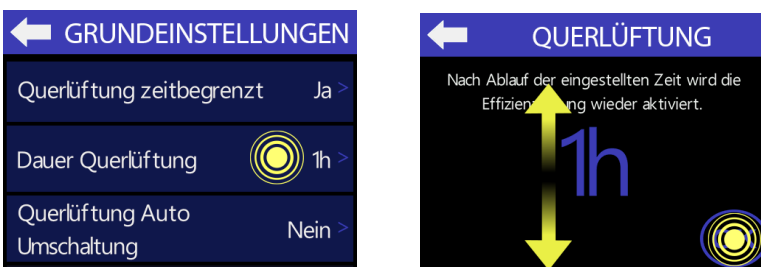 GRUNDEINSTELLUNGEN
Querlüftung zeitbegrenzt Ja >
Dauer Querlüftung 1h >
Querlüftung Auto
Umschaltung Nein >
QUERLÜFTUNG
Nach Ablauf der eingestellten Zeit wird die
wieder aktiviert.
1h